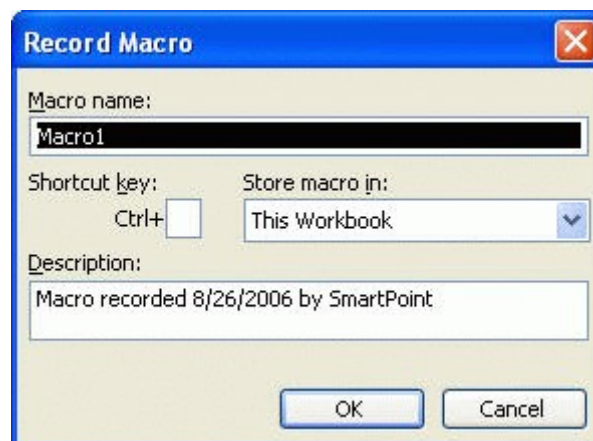 Record Macro
Macro name:
Macro1
Shortcut key:
Store macro in:
Ctrl+
This Workbook
Description:
Macro recorded 8/26/2006 by SmartPoint
OK
Cancel